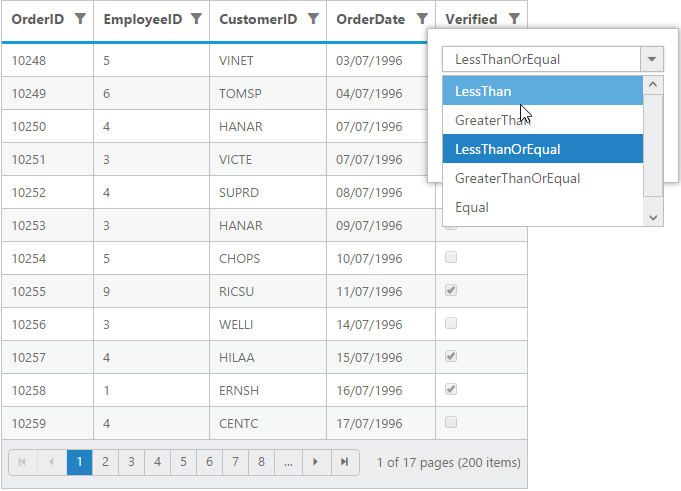 OrderID EmployeeID CustomerID OrderDate Verified
LessThanOrEqual
10248 5 VINET 03/07/1996
LessThan
10249 6 TOMSP 04/07/1996
GreaterThan
10250 4 HANAR 07/07/1996
LessThanOrEqual
10251 3 VICTE 07/07/1996
GreaterThanOrEqual
10252 4 SUPRD 08/07/1996
Equal
10253 3 HANAR 09/07/1996
10254 5 CHOPS 10/07/1996
10255 9 RICSU 11/07/1996
10256 3 WELLI 14/07/1996
10257 4 HILAA 15/07/1996
10258 1 ERNSH 16/07/1996
10259 4 CENTC 17/07/1996
1 2 3 4 5 6 7 8 ... 1 of 17 pages (200 items)